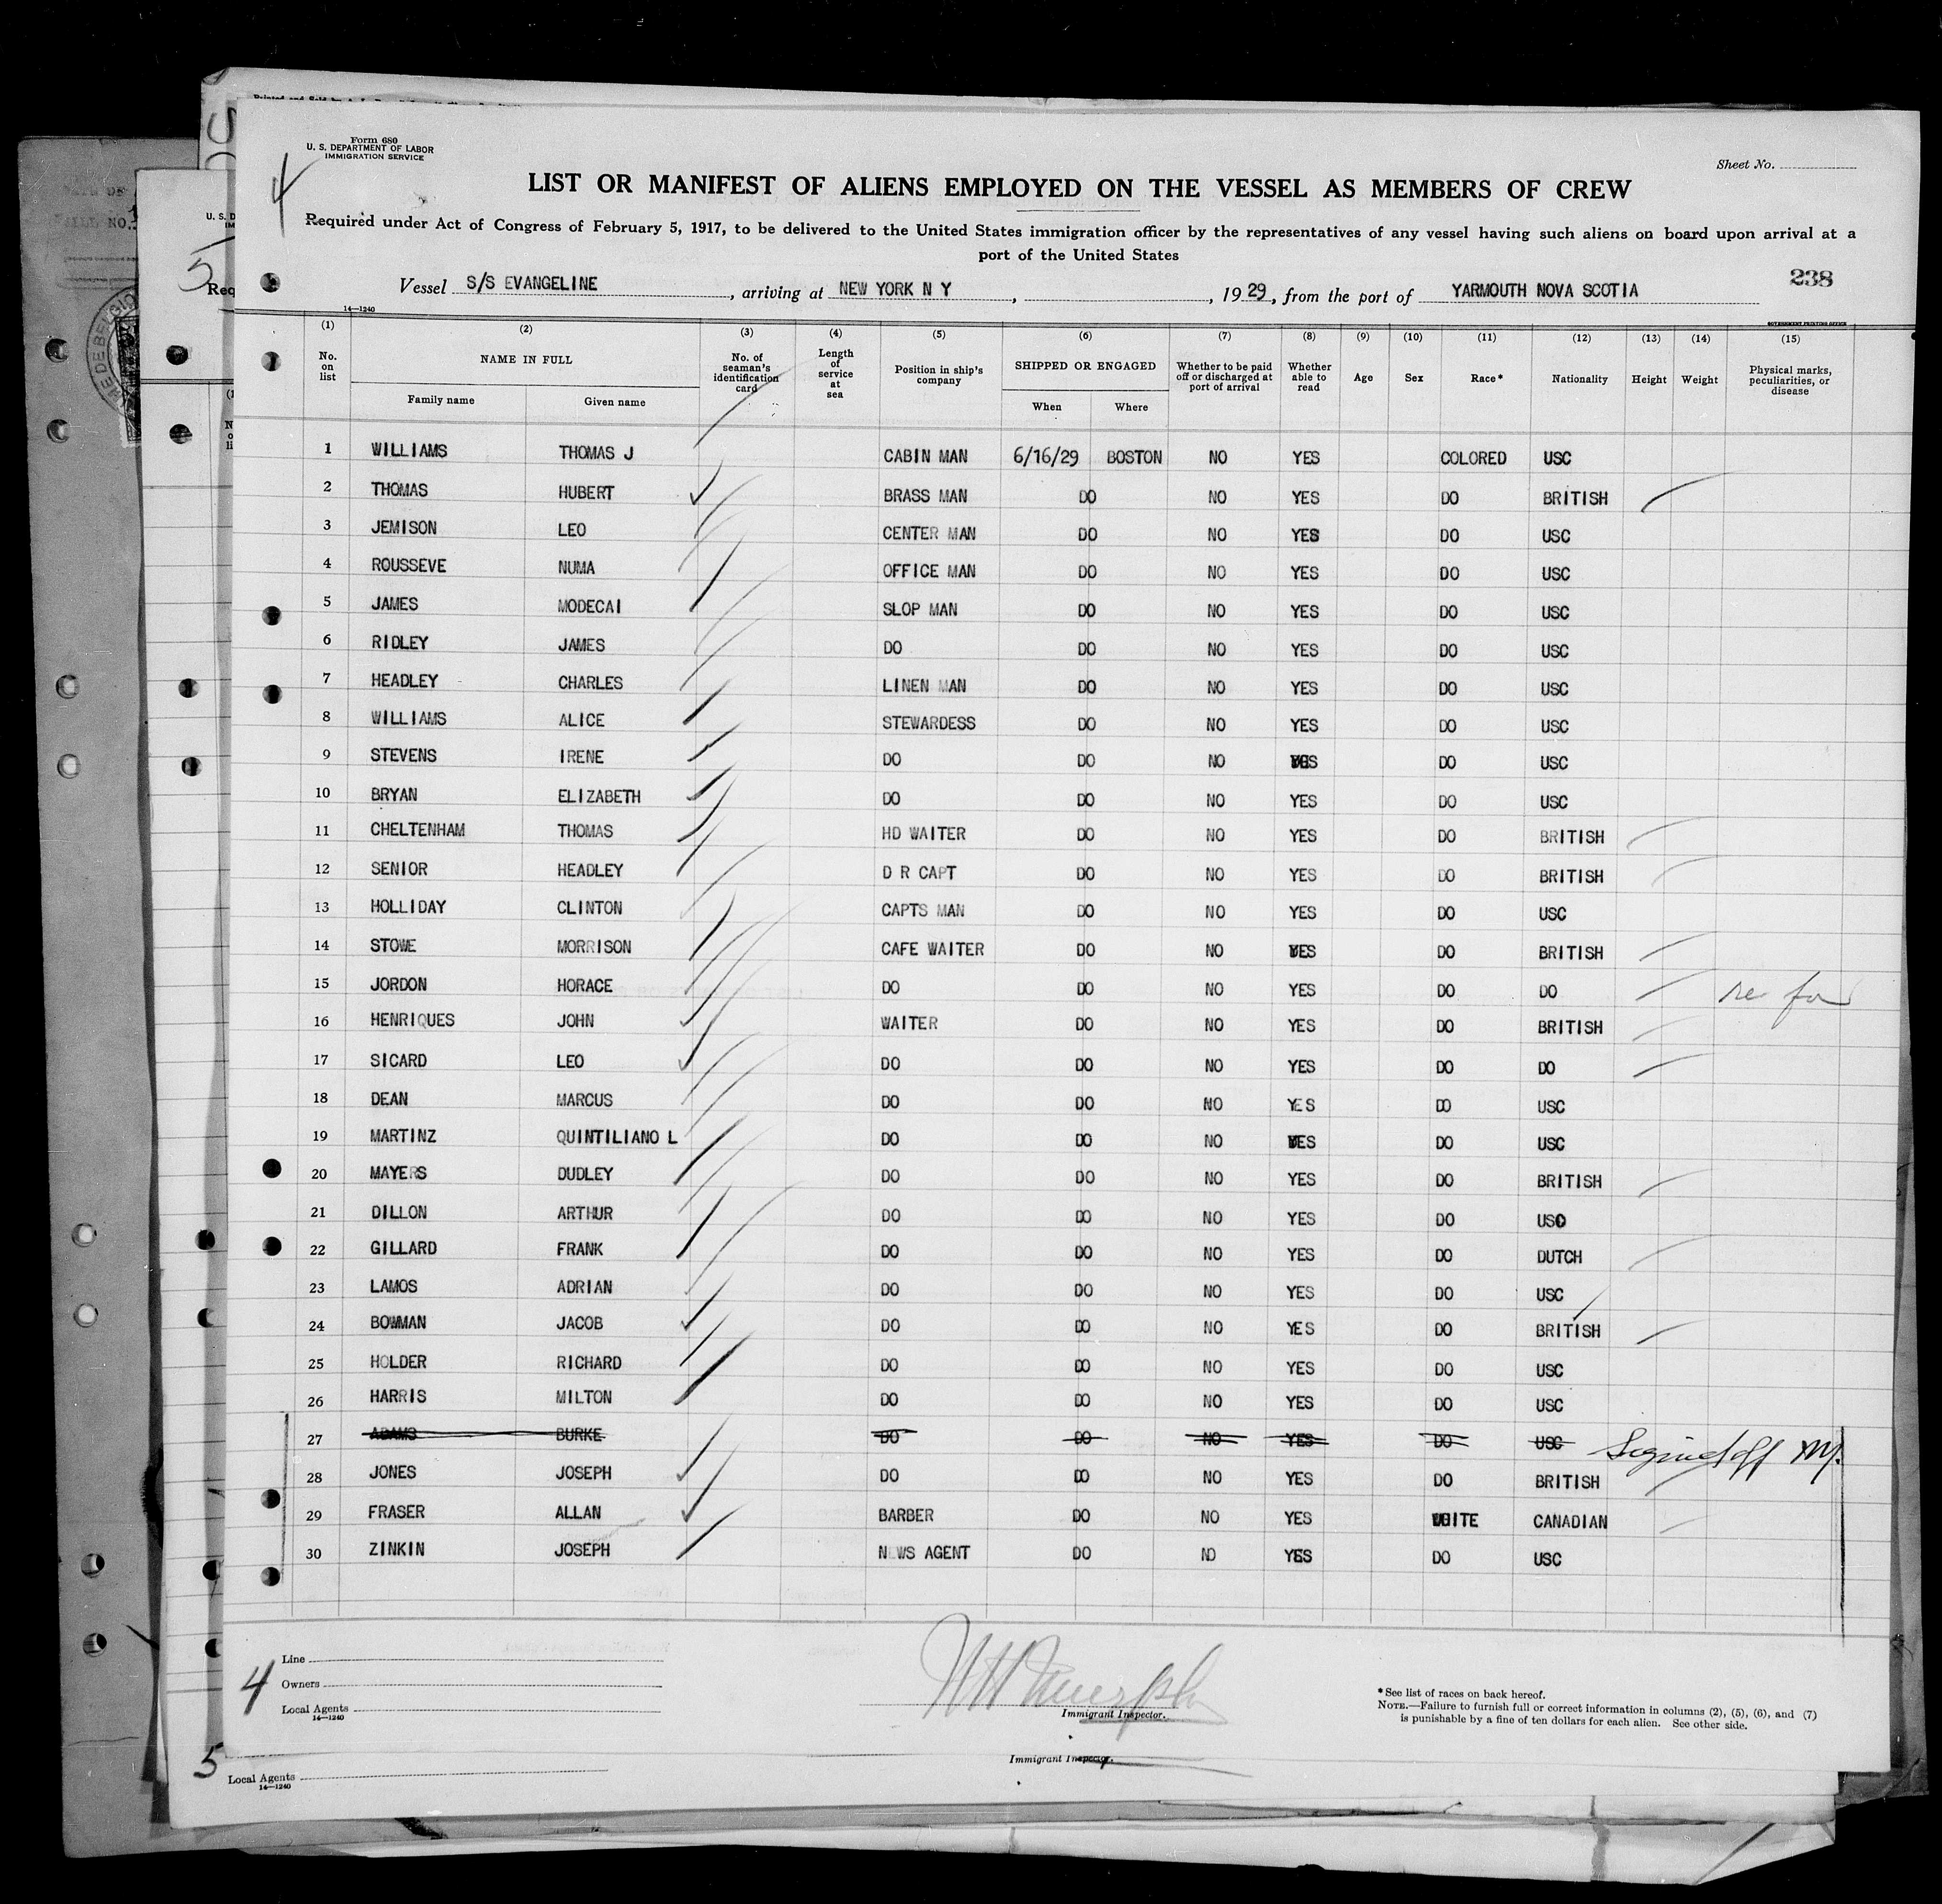 Form 680
U. S. DEPARTMENT OF LABOR
IMMIGRATION SERVICE
Sheet No.
4
LIST OR MANIFEST OF ALIENS EMPLOYED ON THE VESSEL AS MEMBERS OF CREW
Required under Act of Congress of February 5, 1917, to be delivered to the United States immigration officer by the representatives of any vessel having such aliens on board upon arrival at a
port of the United States
Vessel S/S EVANGELINE, arriving at NEW YORK N Y, , 1929, from the port of YARMOUTH NOVA SCOTIA 238
14—1240 GOVERNMENT PRINTING OFFICE
(1) (2) (3) (4) (5) (6) (7) (8) (9) (10) (11) (12) (13) (14) (15)
No. on list NAME IN FULL Family name Given name No. of seaman's identification card Length of service at sea Position in ship's company SHIPPED OR ENGAGED When Where Whether to be paid off or discharged at port of arrival Whether able to read Age Sex Race* Nationality Height Weight Physical marks, peculiarities, or disease
1 WILLIAMS THOMAS J CABIN MAN 6/16/29 BOSTON NO YES COLORED USC
2 THOMAS HUBERT BRASS MAN DO NO YES DO BRITISH
3 JEMISON LEO CENTER MAN DO NO YES DO USC
4 ROUSSEVE NUMA OFFICE MAN DO NO YES DO USC
5 JAMES MODECAI SLOP MAN DO NO YES DO USC
6 RIDLEY JAMES DO DO NO YES DO USC
7 HEADLEY CHARLES LINEN MAN DO NO YES DO USC
8 WILLIAMS ALICE STEWARDESS DO NO YES DO USC
9 STEVENS IRENE DO DO NO YES DO USC
10 BRYAN ELIZABETH DO DO NO YES DO USC
11 CHELTENHAM THOMAS HD WAITER DO NO YES DO BRITISH
12 SENIOR HEADLEY D R CAPT DO NO YES DO BRITISH
13 HOLLIDAY CLINTON CAPTS MAN DO NO YES DO USC
14 STOWE MORRISON CAFE WAITER DO NO YES DO BRITISH
15 JORDON HORACE DO DO NO YES DO DO
16 HENRIQUES JOHN WAITER DO NO YES DO BRITISH
17 SICARD LEO DO DO NO YES DO DO
18 DEAN MARCUS DO DO NO YES DO USC
19 MARTINZ QUINTILIANO L DO DO NO YES DO USC
20 MAYERS DUDLEY DO DO NO YES DO BRITISH
21 DILLON ARTHUR DO DO NO YES DO USC
22 GILLARD FRANK DO DO NO YES DO DUTCH
23 LAMOS ADRIAN DO DO NO YES DO USC
24 BOWMAN JACOB DO DO NO YES DO BRITISH
25 HOLDER RICHARD DO DO NO YES DO USC
26 HARRIS MILTON DO DO NO YES DO USC
27 ADAMS BURKE DO DO NO YES DO USC Signed off
28 JONES JOSEPH DO DO NO YES DO BRITISH
29 FRASER ALLAN BARBER DO NO YES WHITE CANADIAN
30 ZINKIN JOSEPH NEWS AGENT DO NO YES DO USC
4
Line
Owners
Local Agents
14—1240
Immigrant Inspector.
*See list of races on back hereof.
NOTE.—Failure to furnish full or correct information in columns (2), (5), (6), and (7)
is punishable by a fine of ten dollars for each alien. See other side.
5
Local Agents
14—1240
Immigrant Inspector.